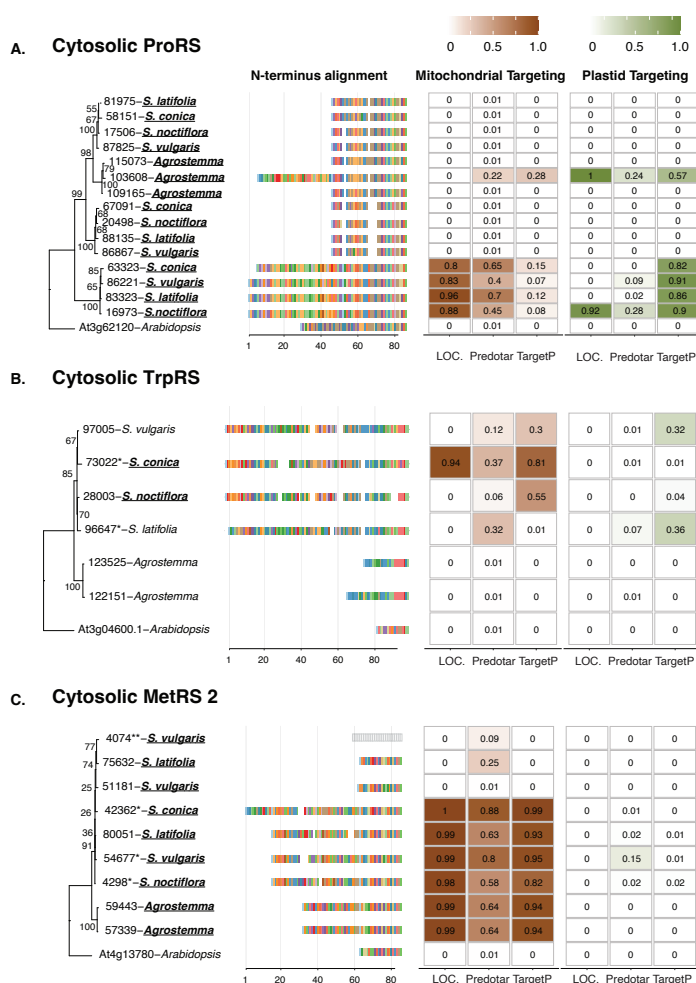 0 0.5 1.0 0 0.5 1.0
A. Cytosolic ProRS
N-terminus alignment Mitochondrial Targeting Plastid Targeting
81975–S. latifolia 0 0.01 0 0 0 0
58151–S. conica 0 0.01 0 0 0 0
17506–S. noctiflora 0 0.01 0 0 0 0
87825–S. vulgaris 0 0.01 0 0 0 0
115073–Agrostemma 0 0.01 0 0 0 0
103608–Agrostemma 0 0.22 0.28 1 0.24 0.57
109165–Agrostemma 0 0.01 0 0 0 0
67091–S. conica 0 0.01 0 0 0 0
20498–S. noctiflora 0 0.01 0 0 0 0
88135–S. latifolia 0 0.01 0 0 0 0
86867–S. vulgaris 0 0.01 0 0 0 0
63323–S. conica 0.8 0.65 0.15 0 0 0.82
86221–S. vulgaris 0.83 0.4 0.07 0 0.09 0.91
83323–S. latifolia 0.96 0.7 0.12 0 0.02 0.86
16973–S.noctiflora 0.88 0.45 0.08 0.92 0.28 0.9
At3g62120–Arabidopsis 0 0.01 0 0 0 0
55
67
100
98
79
100
99
68
68
100
85
65
100
1 20 40 60 80
LOC. Predotar TargetP LOC. Predotar TargetP
B. Cytosolic TrpRS
97005–S. vulgaris 0 0.12 0.3 0 0.01 0.32
73022*–S. conica 0.94 0.37 0.81 0 0.01 0.01
28003–S. noctiflora 0 0.06 0.55 0 0 0.04
96647*–S. latifolia 0 0.32 0.01 0 0.07 0.36
123525–Agrostemma 0 0.01 0 0 0 0
122151–Agrostemma 0 0.01 0 0 0.01 0
At3g04600.1–Arabidopsis 0 0.01 0 0 0 0
67
85
70
100
1 20 40 60 80
LOC. Predotar TargetP LOC. Predotar TargetP
C. Cytosolic MetRS 2
4074**–S. vulgaris 0 0.09 0 0 0 0
75632–S. latifolia 0 0.25 0 0 0 0
51181–S. vulgaris 0 0.01 0 0 0 0
42362*–S. conica 1 0.88 0.99 0 0.01 0
80051–S. latifolia 0.99 0.63 0.93 0 0.02 0.01
54677*–S. vulgaris 0.99 0.8 0.95 0 0.15 0.01
4298*–S. noctiflora 0.98 0.58 0.82 0 0.02 0.02
59443–Agrostemma 0.99 0.64 0.94 0 0 0
57339–Agrostemma 0.99 0.64 0.94 0 0 0
At4g13780–Arabidopsis 0 0.01 0 0 0 0
77
74
25
26
36
91
100
1 20 40 60 80
LOC. Predotar TargetP LOC. Predotar TargetP